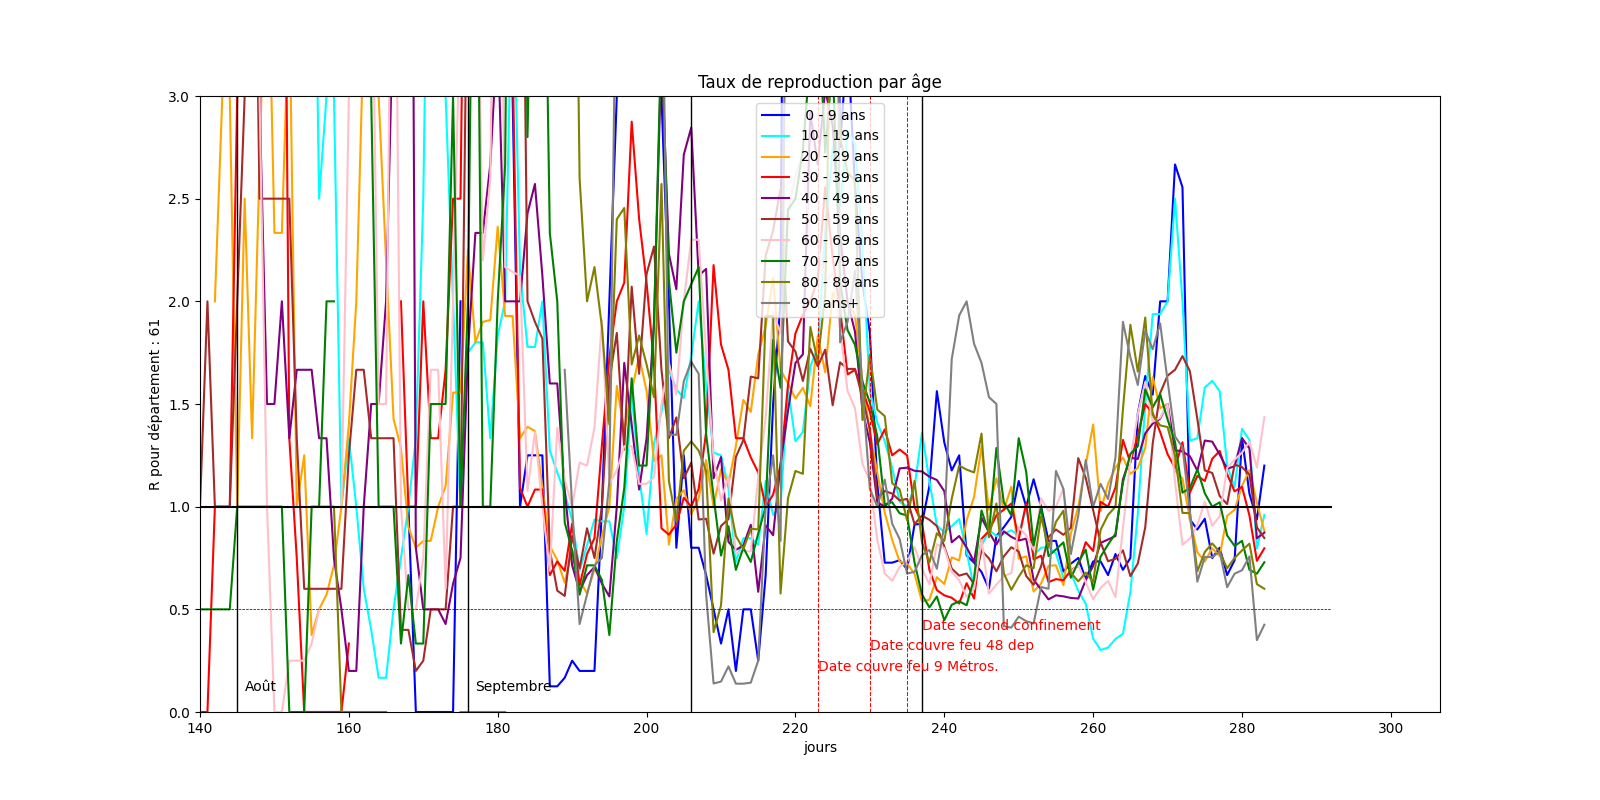 Taux de reproduction par âge
3.0
2.5
2.0
1.5
1.0
0.5
0.0
R pour département : 61
0 - 9 ans
10 - 19 ans
20 - 29 ans
30 - 39 ans
40 - 49 ans
50 - 59 ans
60 - 69 ans
70 - 79 ans
80 - 89 ans
90 ans+
Date second confinement
Date couvre feu 48 dep
Date couvre feu 9 Métros.
Août
Septembre
140
160
180
200
220
240
260
280
300
jours